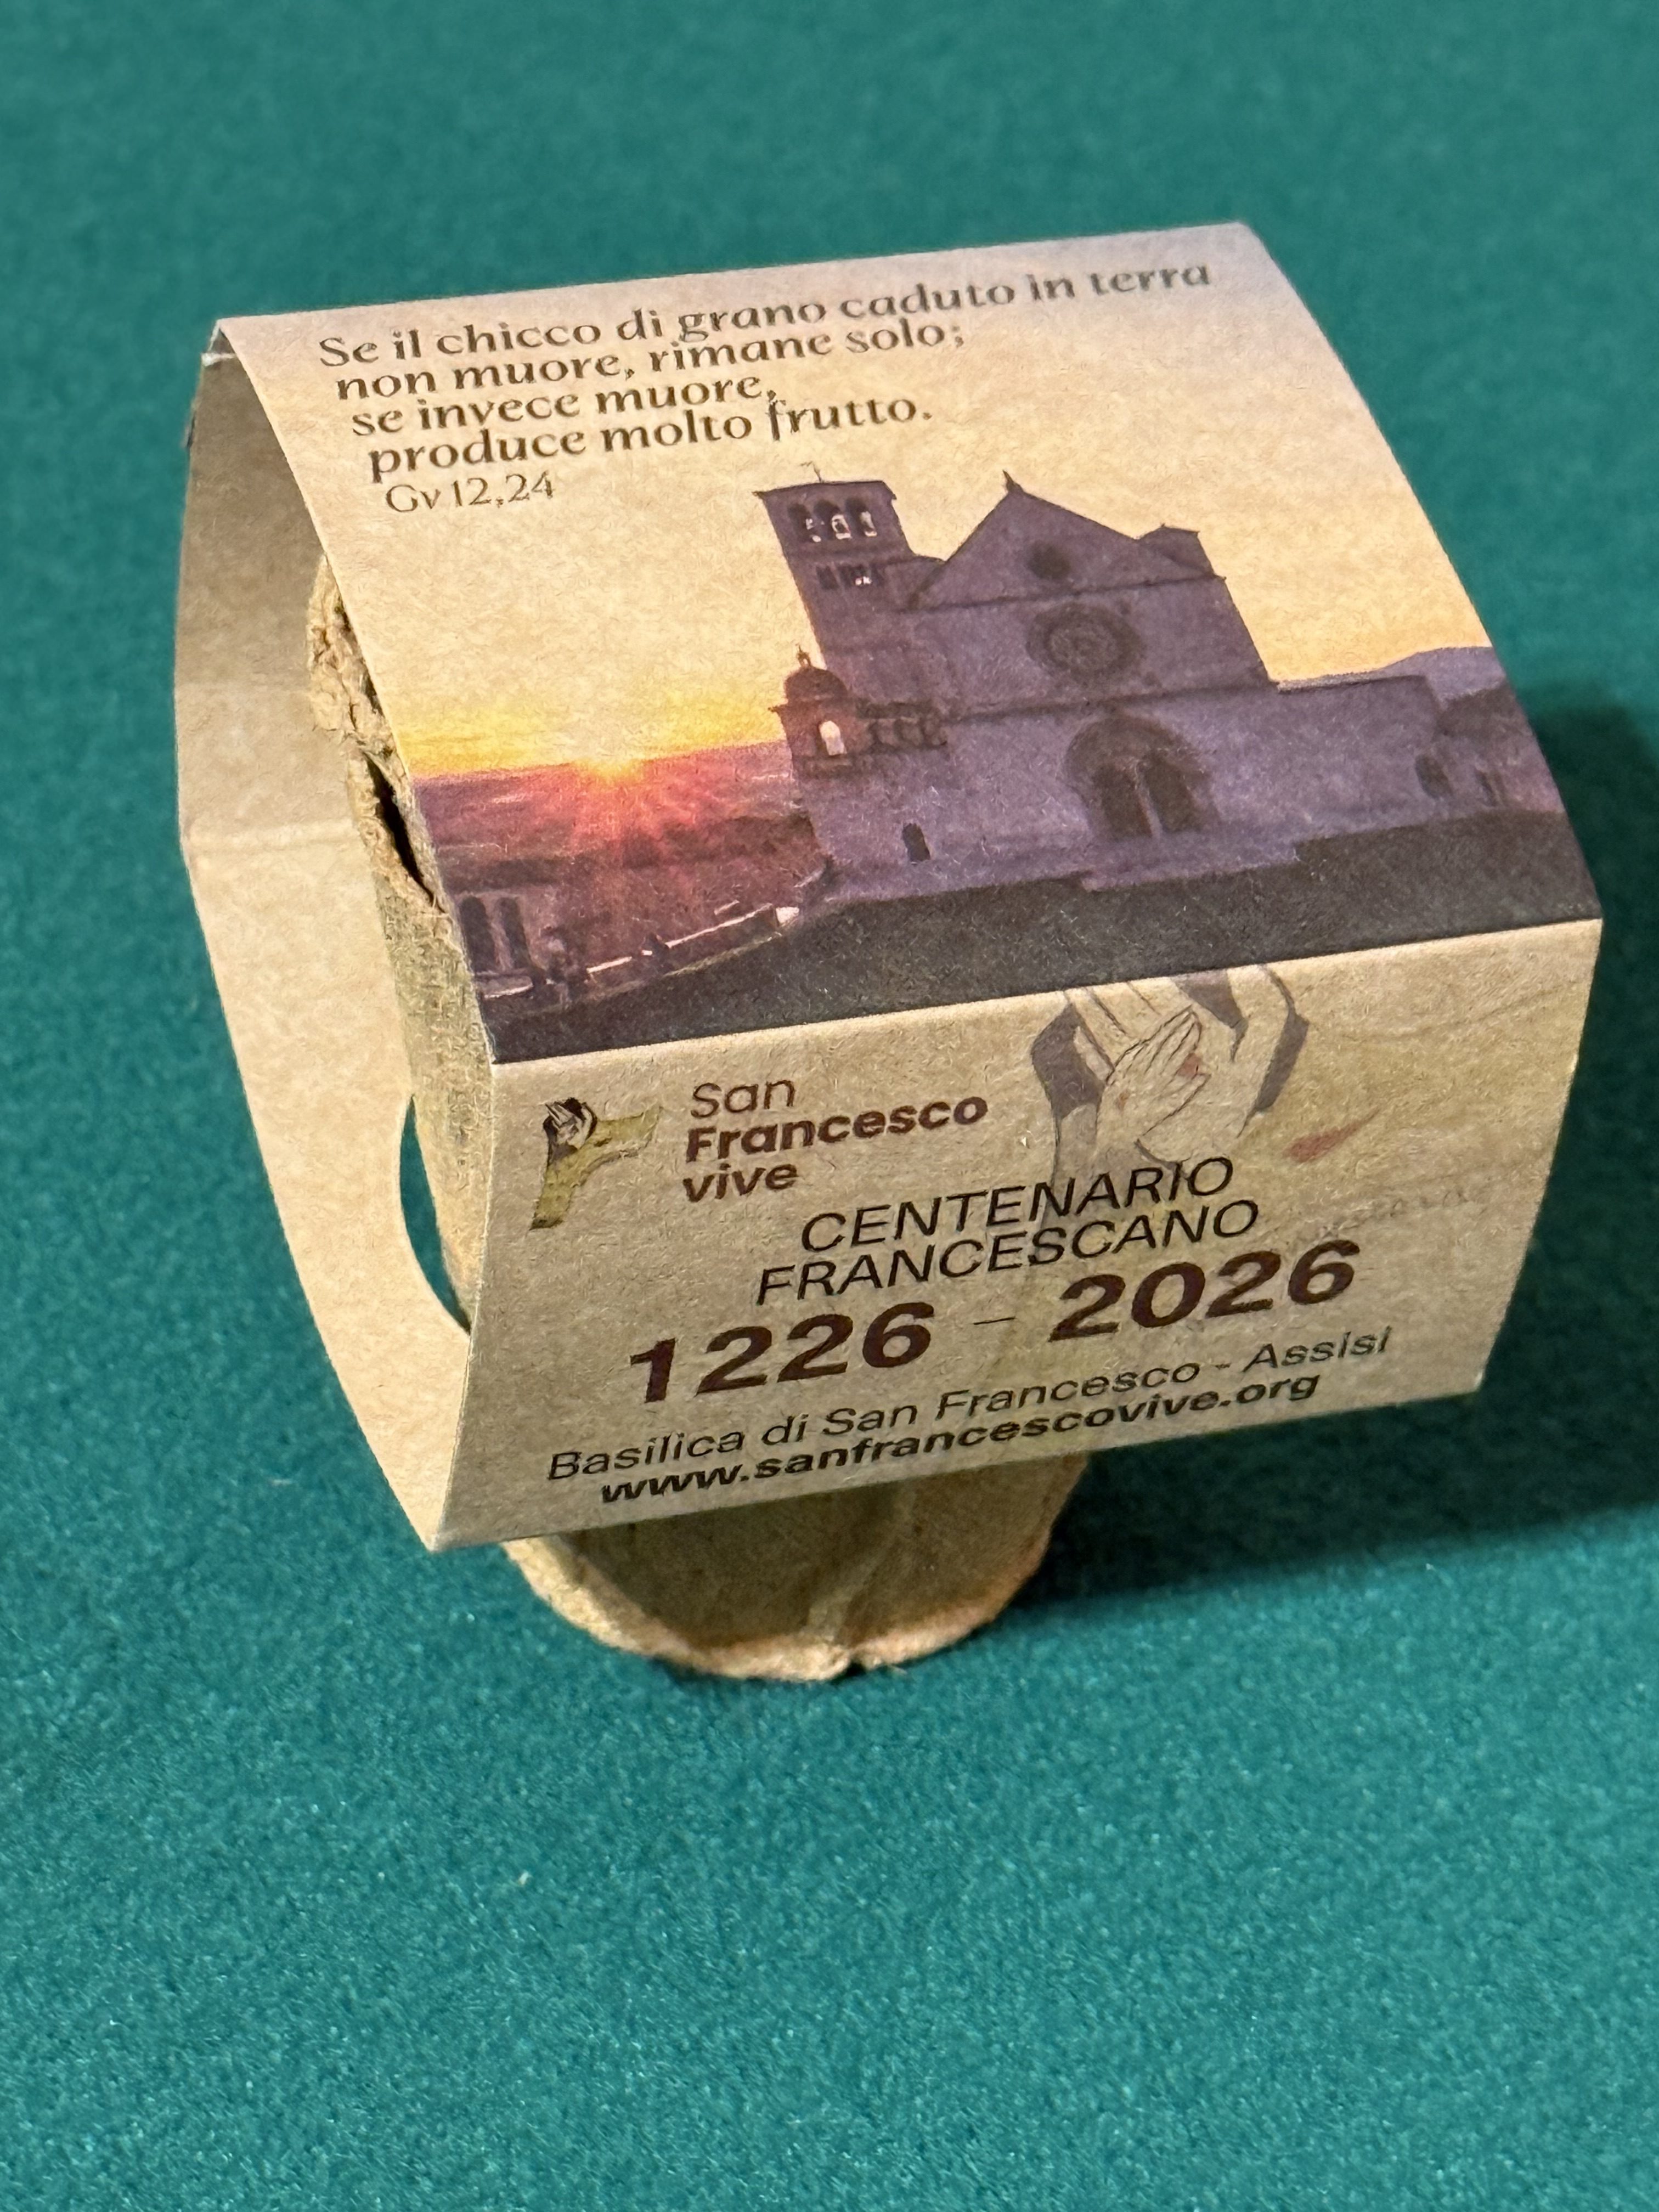 Se il chicco di grano caduto in terra
non muore, rimane solo;
se invece muore,
produce molto frutto.
Gv 12,24
San
Francesco
vive
CENTENARIO
FRANCESCANO
1226 - 2026
Basilica di San Francesco - Assisi
www.sanfrancescovive.org